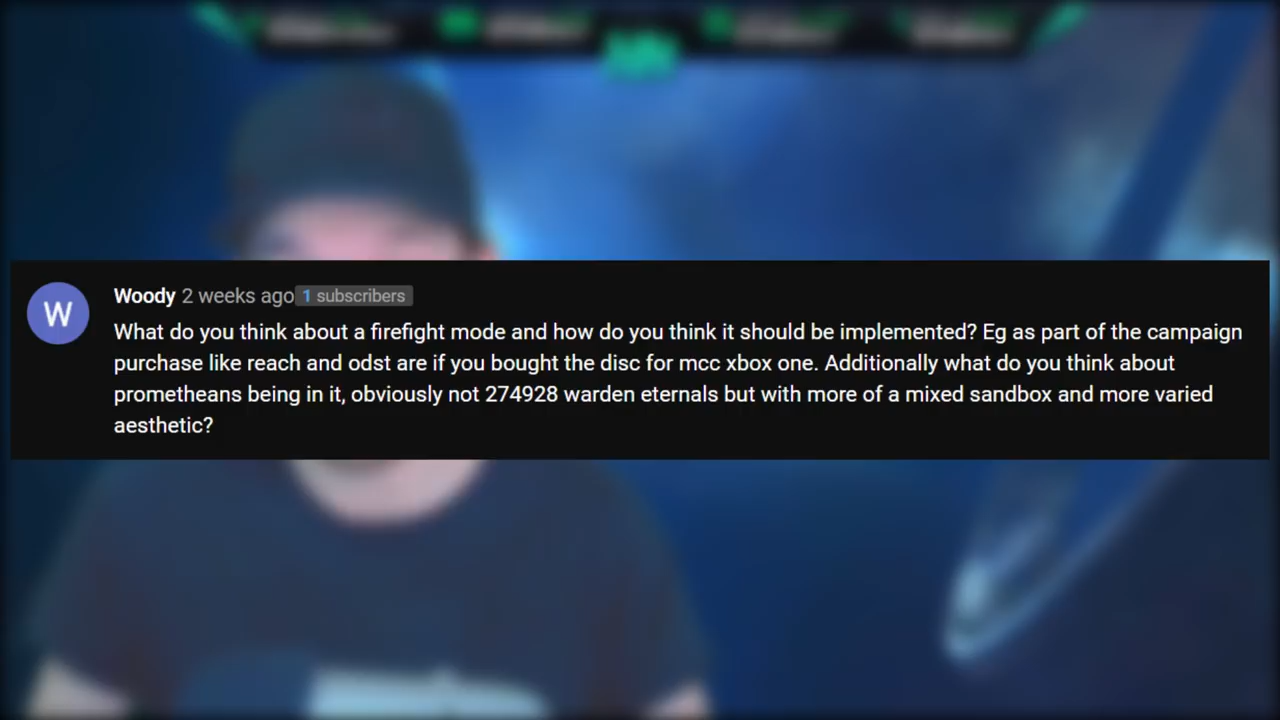 W
Woody 2 weeks ago 1 subscribers
What do you think about a firefight mode and how do you think it should be implemented? Eg as part of the campaign
purchase like reach and odst are if you bought the disc for mcc xbox one. Additionally what do you think about
prometheans being in it, obviously not 274928 warden eternals but with more of a mixed sandbox and more varied
aesthetic?